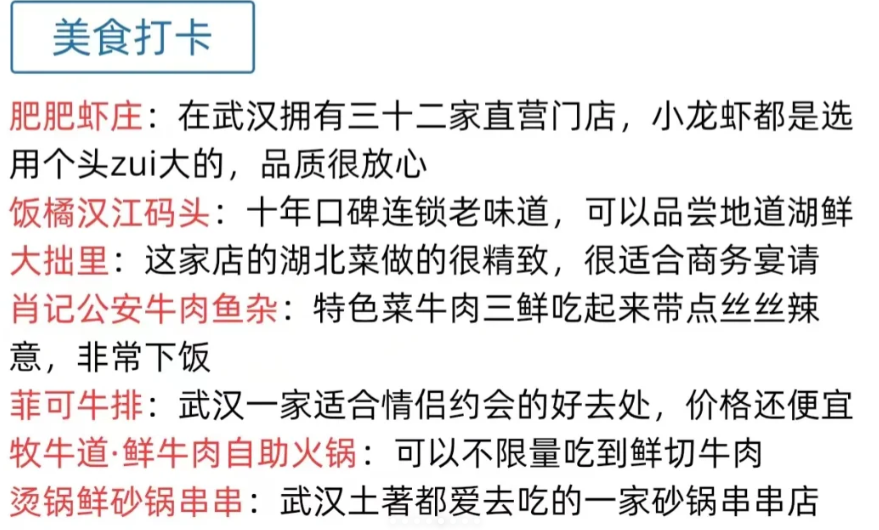 美食打卡
肥肥虾庄：在武汉拥有三十二家直营门店，小龙虾都是选
用个头zui大的，品质很放心
饭橘汉江码头：十年口碑连锁老味道，可以品尝地道湖鲜
大拙里：这家店的湖北菜做的很精致，很适合商务宴请
肖记公安牛肉鱼杂：特色菜牛肉三鲜吃起来带点丝丝辣
意，非常下饭
菲可牛排：武汉一家适合情侣约会的好去处，价格还便宜
牧牛道·鲜牛肉自助火锅：可以不限量吃到鲜切牛肉
烫锅鲜砂锅串串：武汉土著都爱去吃的一家砂锅串串店